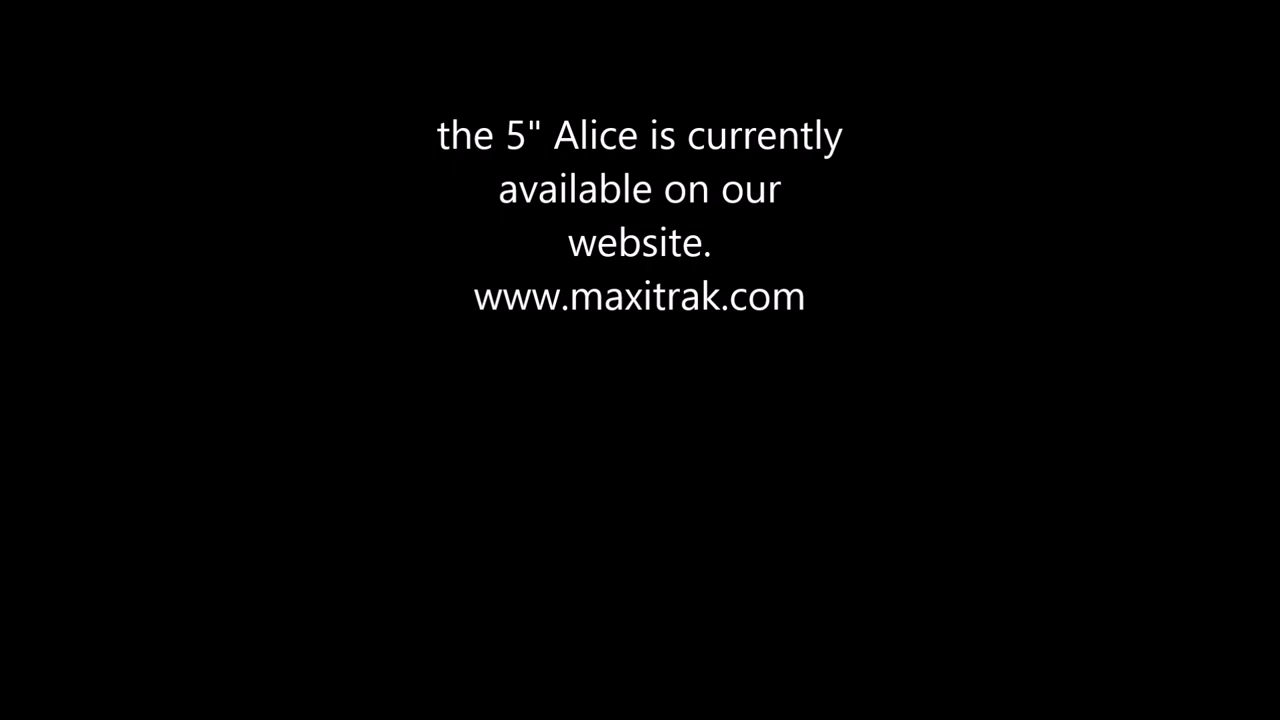 the 5" Alice is currently
available on our
website.
www.maxitrak.com